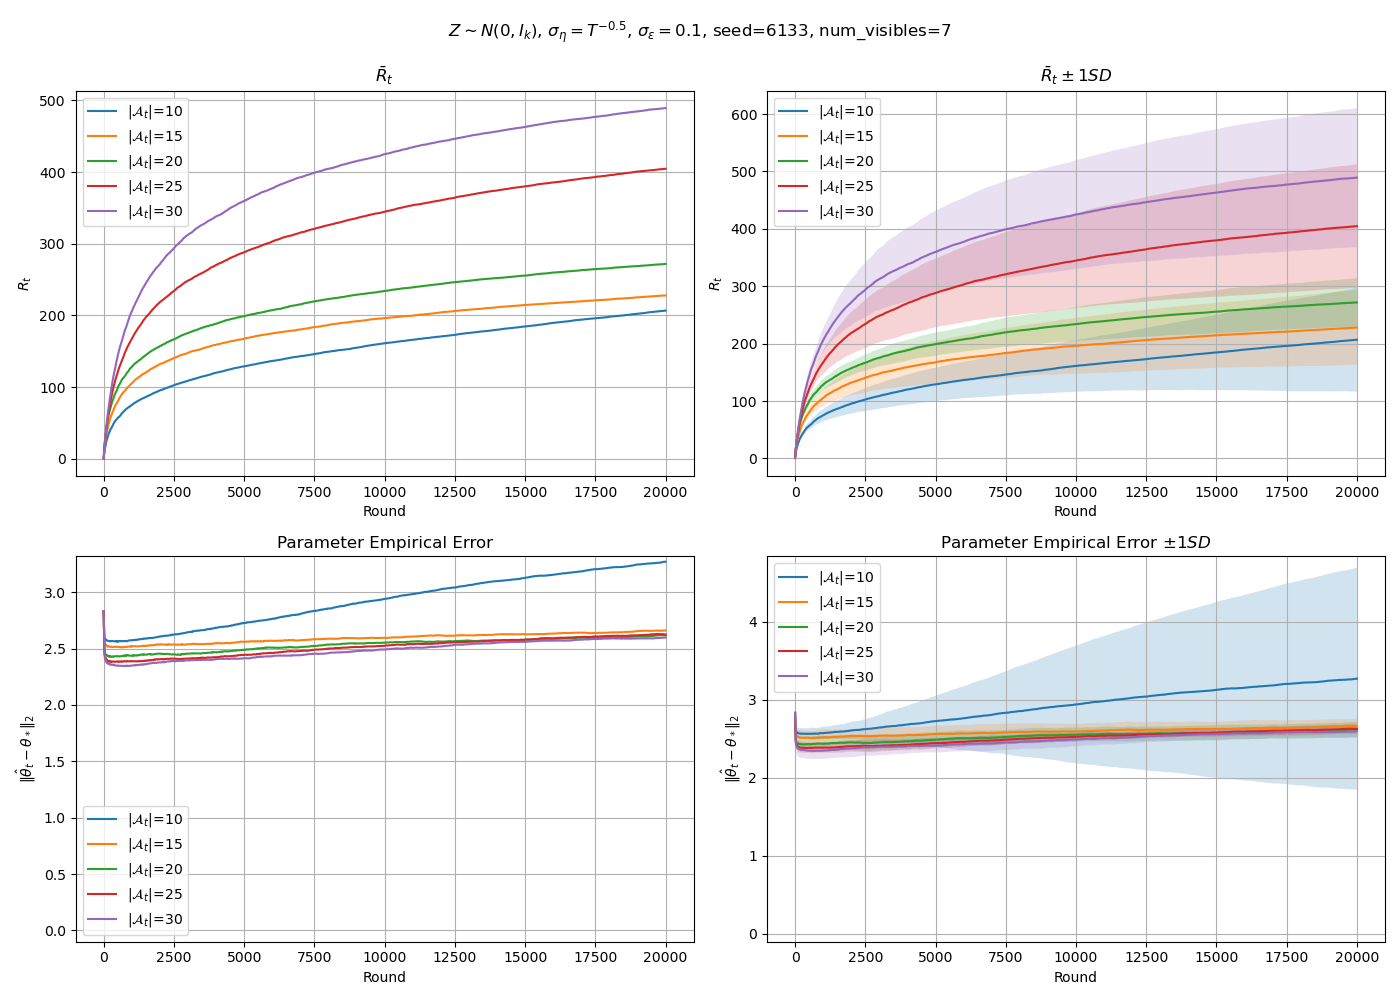 Z ~ N(0, I_k), σ_η = T^{−0.5}, σ_ε = 0.1, seed=6133, num_visibles=7
R̄_t
R_t
500
400
300
200
100
0
|𝒜_t|=10
|𝒜_t|=15
|𝒜_t|=20
|𝒜_t|=25
|𝒜_t|=30
0 2500 5000 7500 10000 12500 15000 17500 20000
Round
R̄_t ± 1SD
R_t
600
500
400
300
200
100
0
|𝒜_t|=10
|𝒜_t|=15
|𝒜_t|=20
|𝒜_t|=25
|𝒜_t|=30
0 2500 5000 7500 10000 12500 15000 17500 20000
Round
Parameter Empirical Error
‖θ̂_t − θ_*‖_2
3.0
2.5
2.0
1.5
1.0
0.5
0.0
|𝒜_t|=10
|𝒜_t|=15
|𝒜_t|=20
|𝒜_t|=25
|𝒜_t|=30
0 2500 5000 7500 10000 12500 15000 17500 20000
Round
Parameter Empirical Error ±1SD
‖θ̂_t − θ_*‖_2
4
3
2
1
0
|𝒜_t|=10
|𝒜_t|=15
|𝒜_t|=20
|𝒜_t|=25
|𝒜_t|=30
0 2500 5000 7500 10000 12500 15000 17500 20000
Round